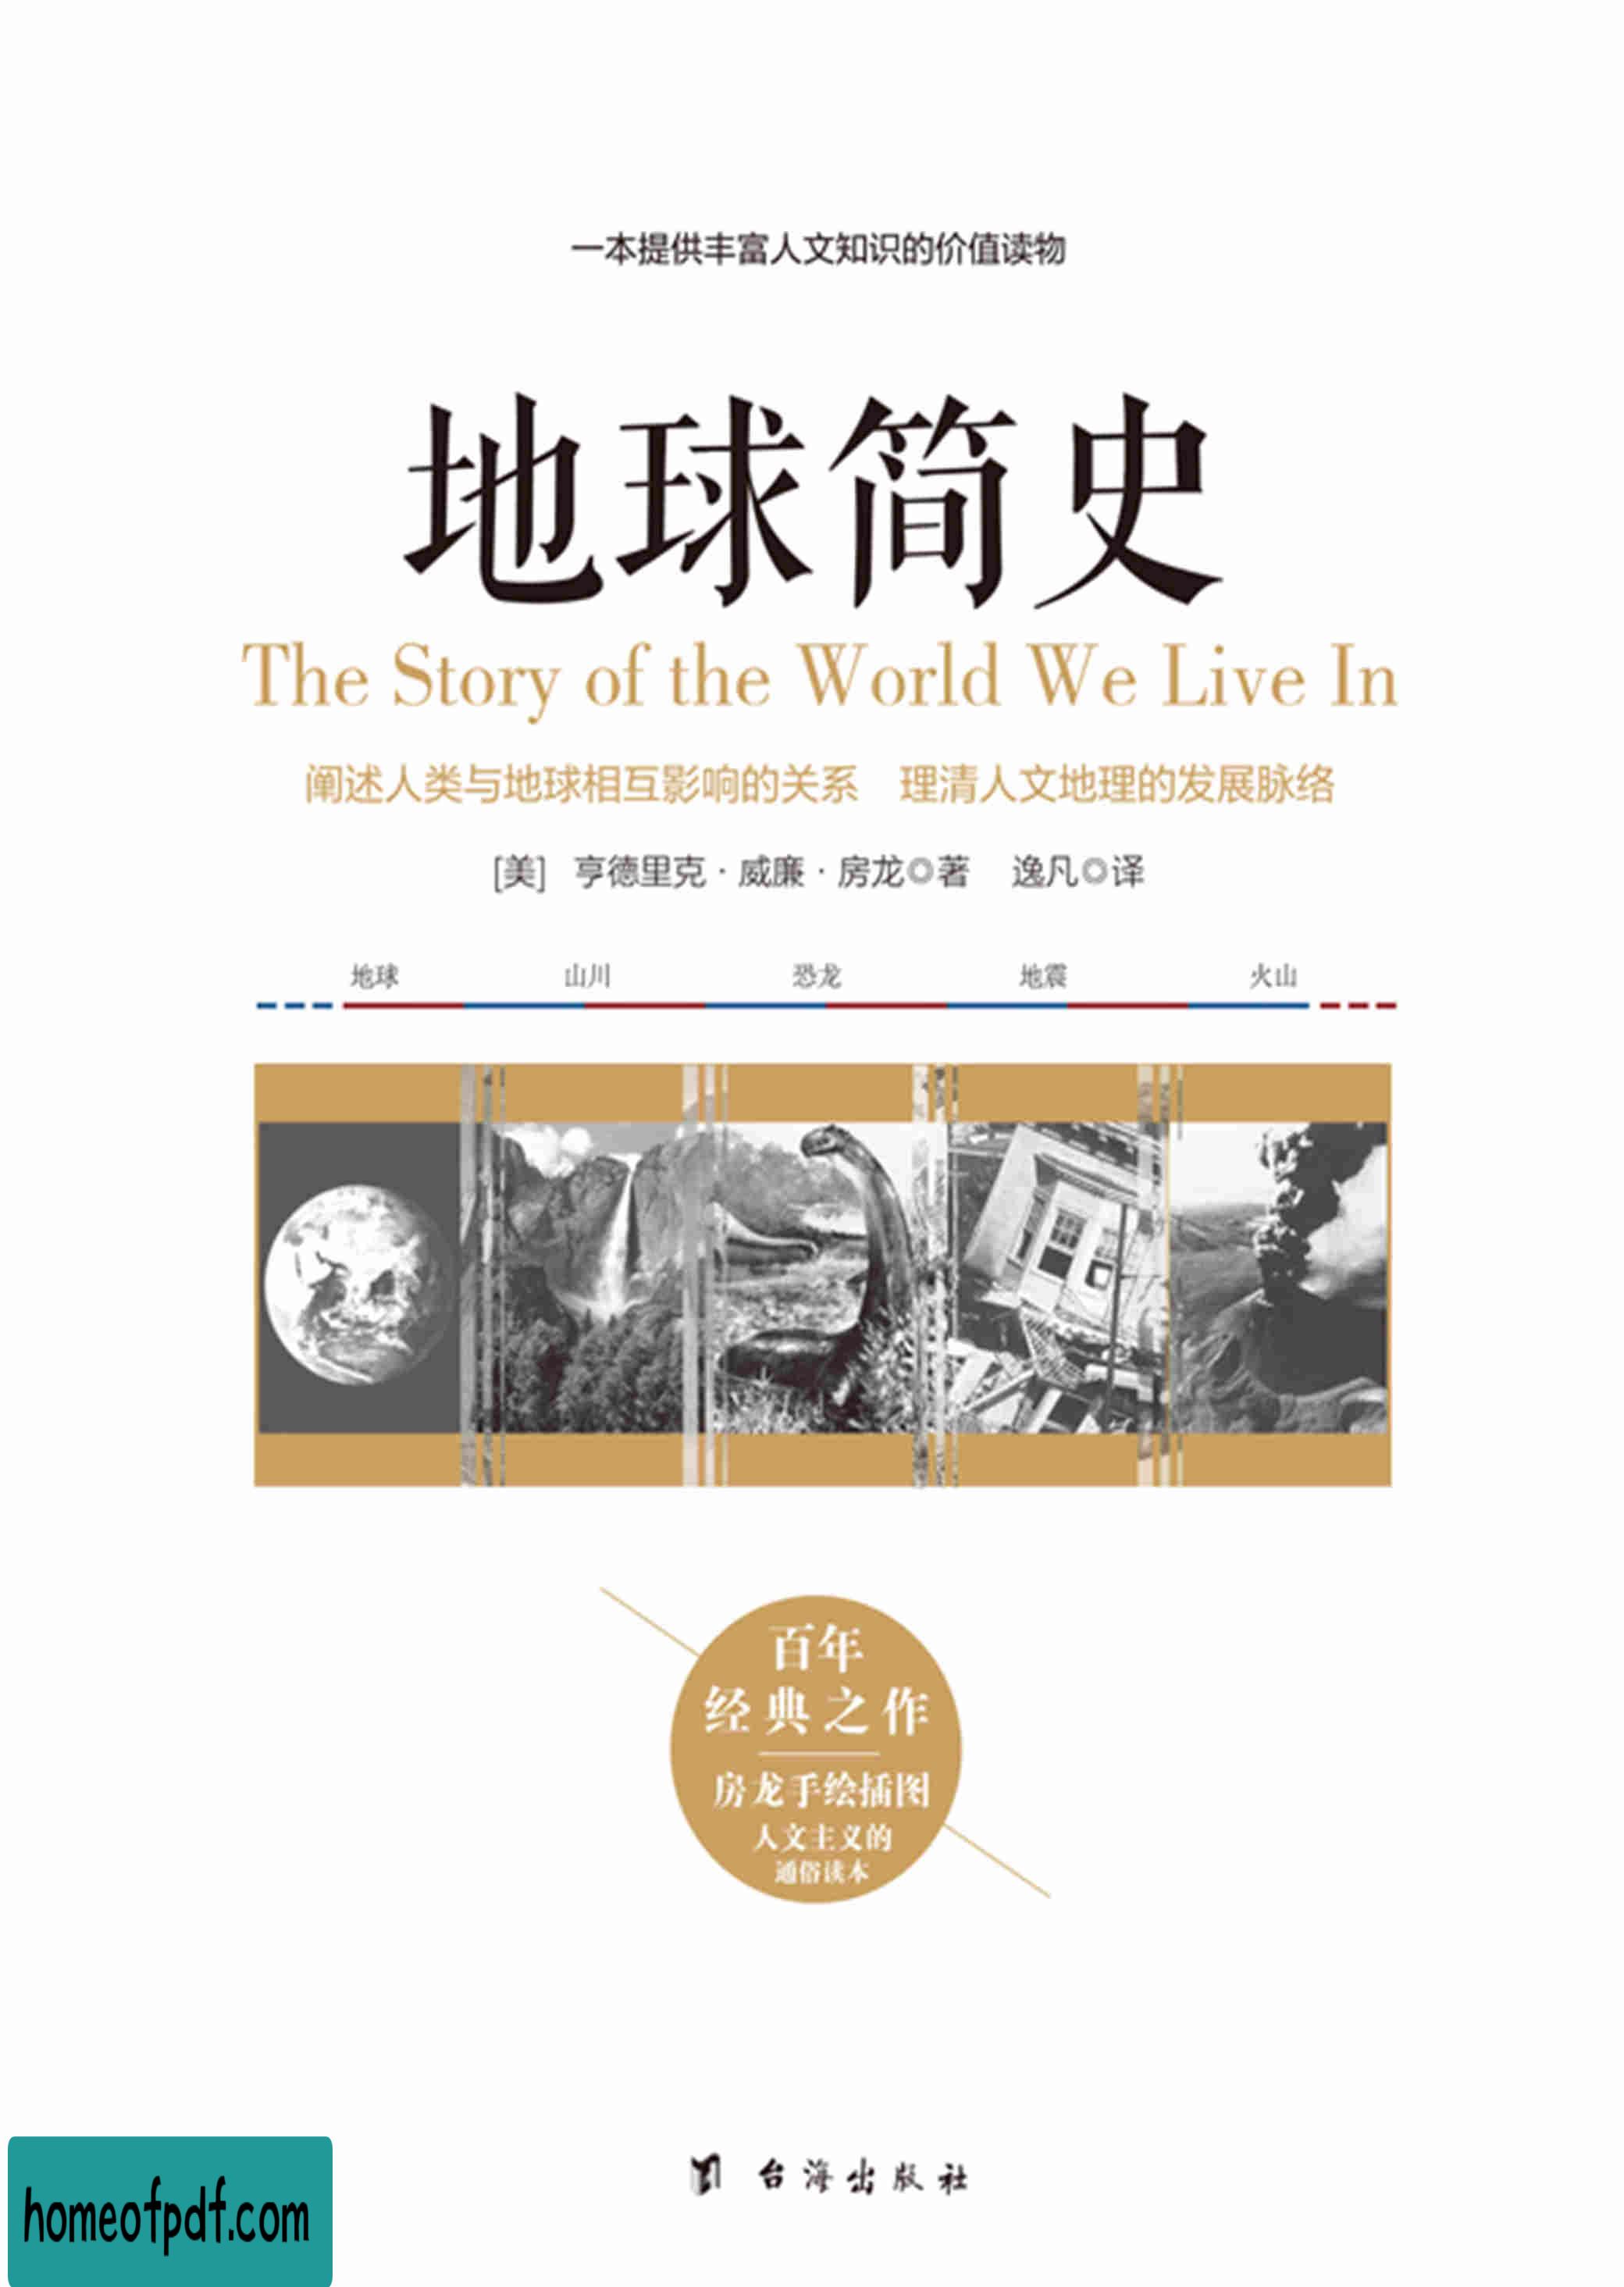 一本提供丰富人文知识的价值读物
地球简史
The Story of the World We Live In
阐述人类与地球相互影响的关系 理清人文地理的发展脉络
[美] 亨德里克·威廉·房龙◎著 逸凡◎译
地球 山川 恐龙 地震 火山
百年
经典之作
房龙手绘插图
人文主义的
通俗读本
台海出版社
homeofpdf.com